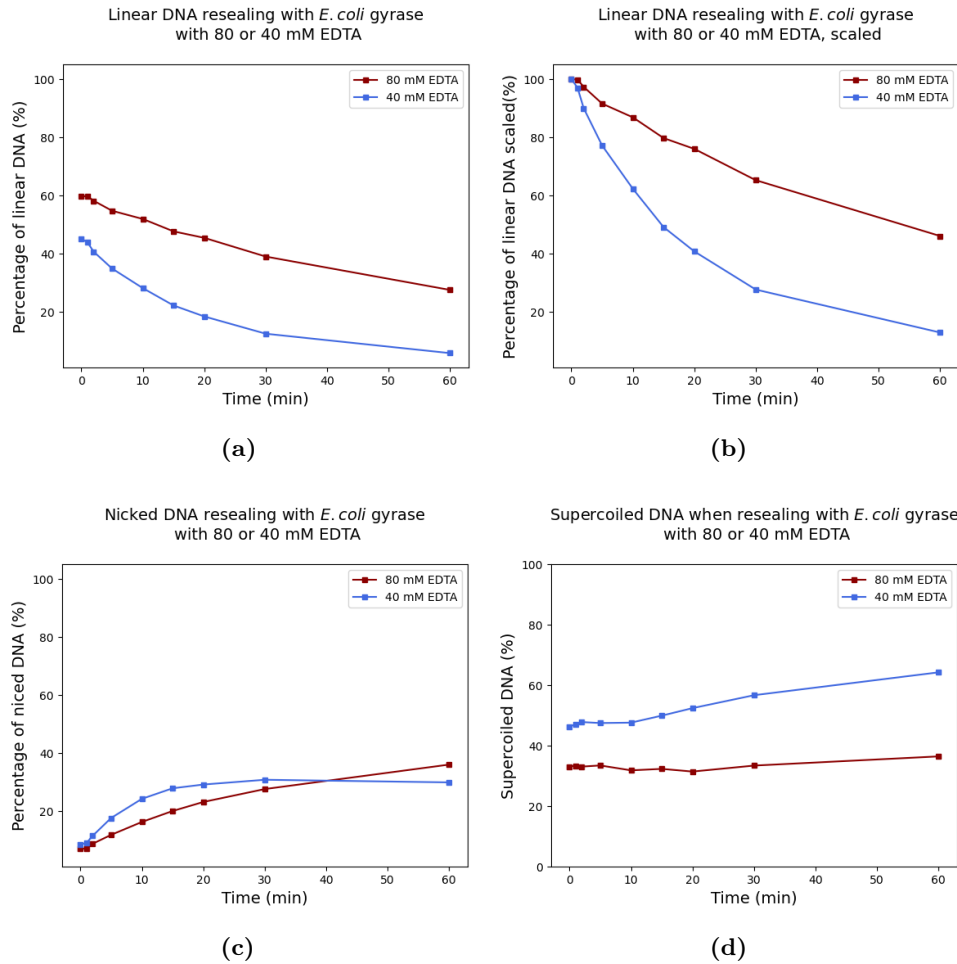 Linear DNA resealing with E. coli gyrase
with 80 or 40 mM EDTA
80 mM EDTA
40 mM EDTA
Percentage of linear DNA (%)
100
80
60
40
20
0 10 20 30 40 50 60
Time (min)
(a)
Linear DNA resealing with E. coli gyrase
with 80 or 40 mM EDTA, scaled
80 mM EDTA
40 mM EDTA
Percentage of linear DNA scaled(%)
100
80
60
40
20
0 10 20 30 40 50 60
Time (min)
(b)
Nicked DNA resealing with E. coli gyrase
with 80 or 40 mM EDTA
80 mM EDTA
40 mM EDTA
Percentage of niced DNA (%)
100
80
60
40
20
0 10 20 30 40 50 60
Time (min)
(c)
Supercoiled DNA when resealing with E. coli gyrase
with 80 or 40 mM EDTA
80 mM EDTA
40 mM EDTA
Supercoiled DNA (%)
100
80
60
40
20
0
0 10 20 30 40 50 60
Time (min)
(d)